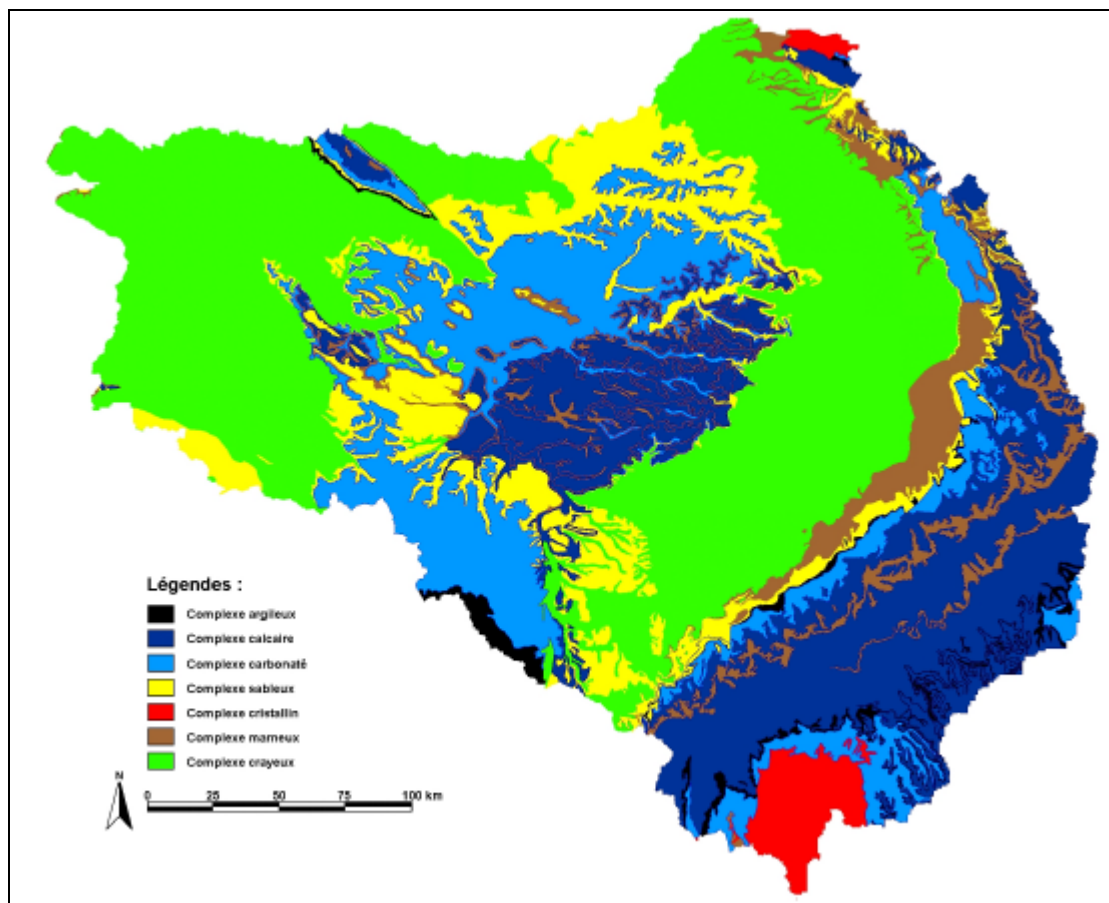 Légendes :
Complexe argileux
Complexe calcaire
Complexe carbonaté
Complexe sableux
Complexe cristallin
Complexe marneux
Complexe crayeux
N
0 25 50 75 100 km